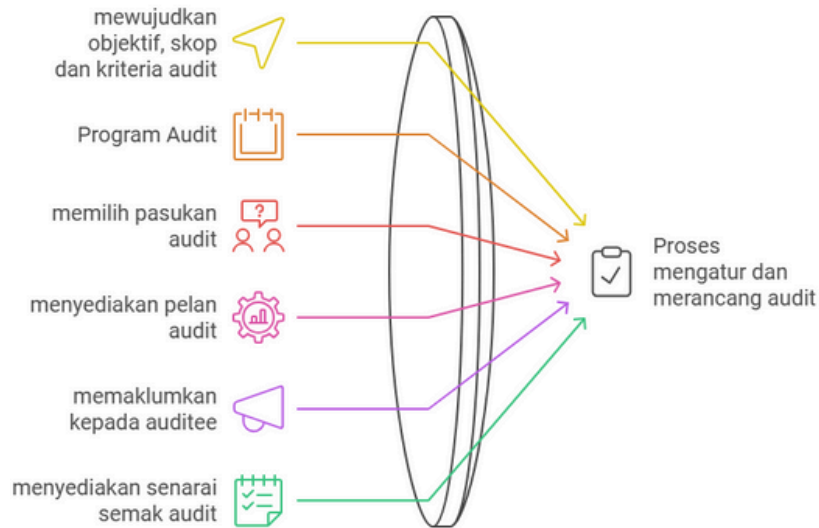 mewujudkan
objektif, skop
dan kriteria audit
Program Audit
memilih pasukan
audit
?
menyediakan pelan
audit
memaklumkan
kepada auditee
menyediakan senarai
semak audit
Proses
mengatur dan
merancang audit